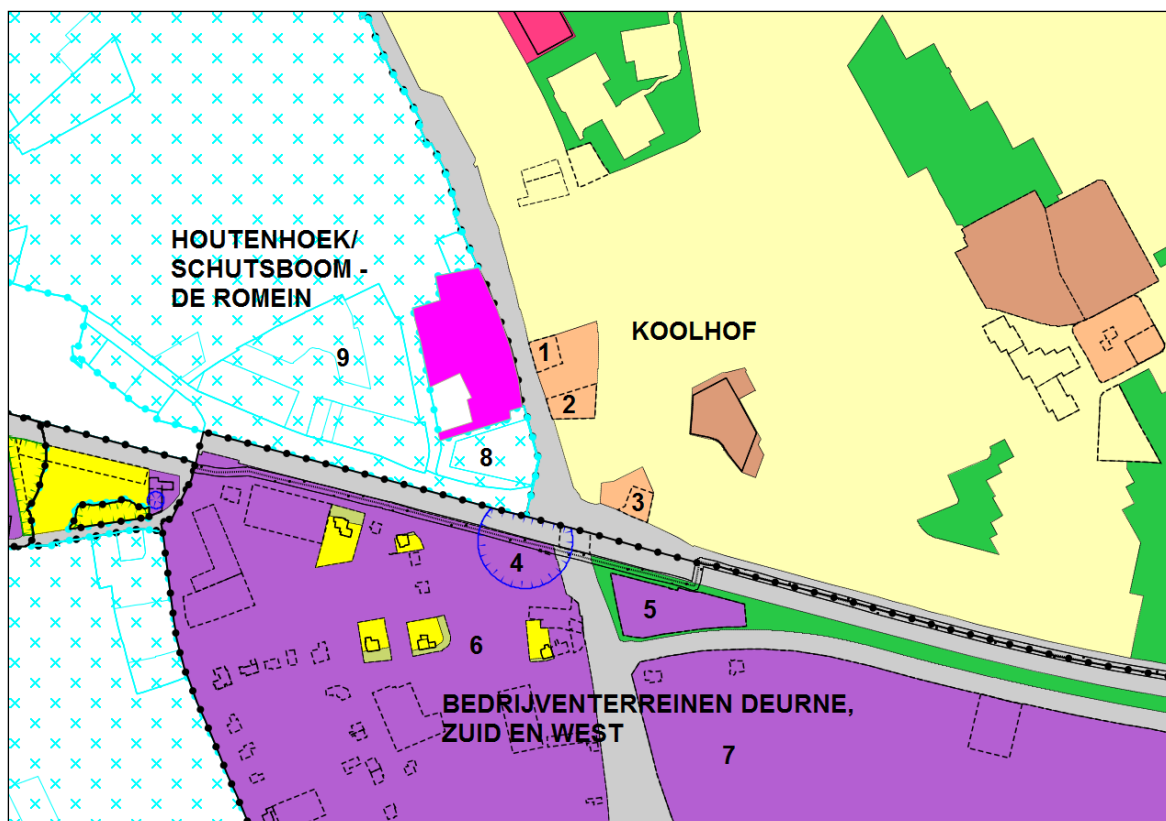 HOUTENHOEK/
SCHUTSBOOM -
DE ROMEIN
KOOLHOF
1
2
9
8
3
4
5
6
BEDRIJVENTERREINEN DEURNE,
ZUID EN WEST
7